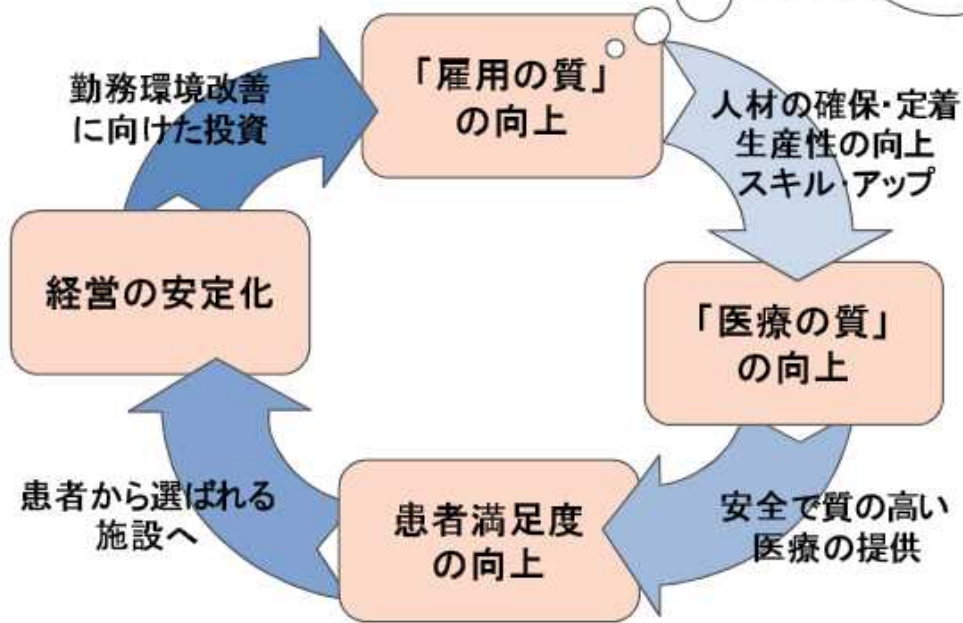 「雇用の質」
の向上
人材の確保・定着
生産性の向上
スキル・アップ
「医療の質」
の向上
安全で質の高い
医療の提供
患者満足度
の向上
患者から選ばれる
施設へ
経営の安定化
勤務環境改善
に向けた投資